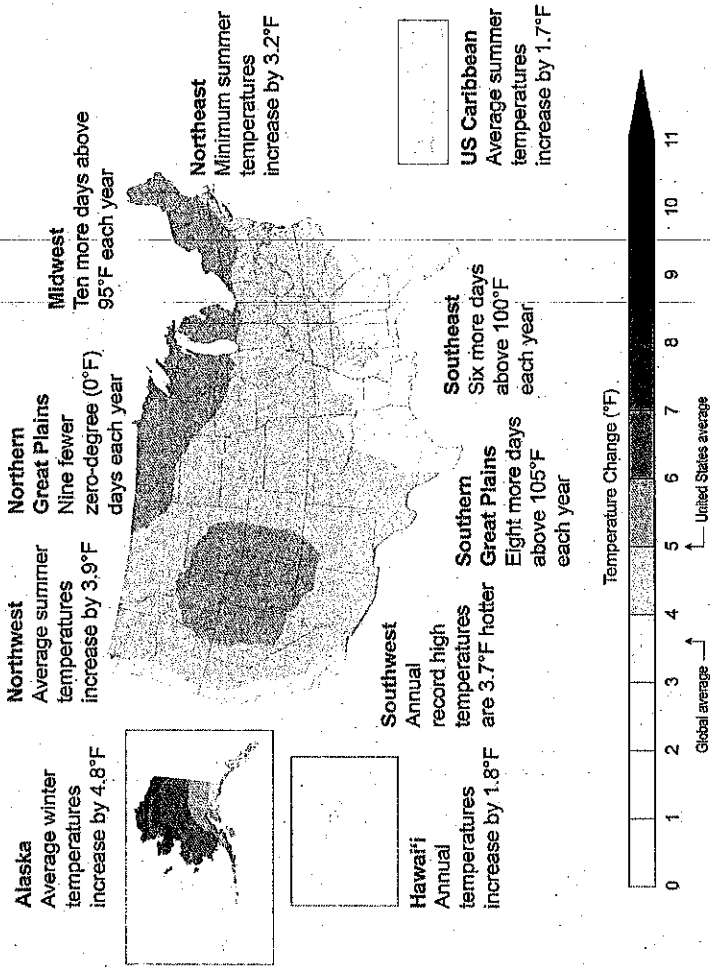 Alaska
Average winter
temperatures
increase by 4.8°F
Northwest
Average summer
temperatures
increase by 3.9°F
Northern
Great Plains
Nine fewer
zero-degree (0°F)
days each year
Midwest
Ten more days above
95°F each year
Northeast
Minimum summer
temperatures
increase by 3.2°F
Hawaiʻi
Annual
temperatures
increase by 1.8°F
Southwest
Annual
record high
temperatures
are 3.7°F hotter
Southern
Great Plains
Eight more days
above 105°F
each year
Southeast
Six more days
above 100°F
each year
US Caribbean
Average summer
temperatures
increase by 1.7°F
Temperature Change (°F)
0 1 2 3 4 5 6 7 8 9 10 11
Global average
United States average